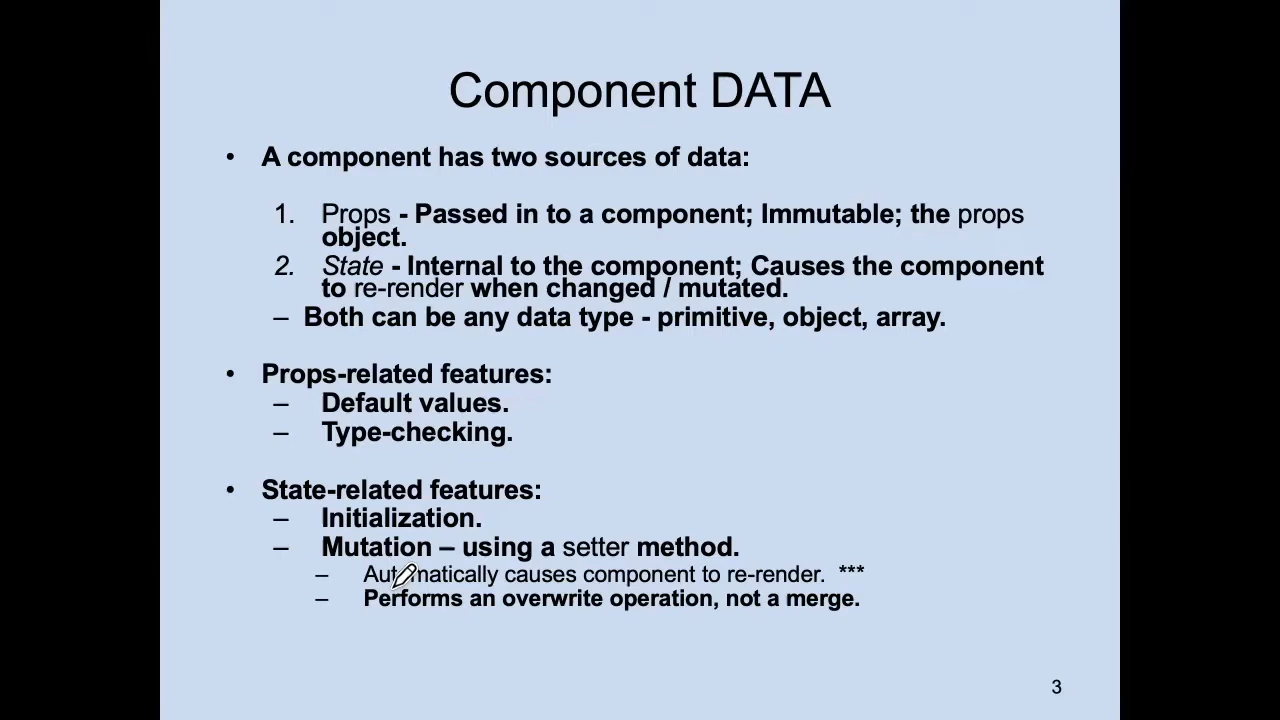 Component DATA
• A component has two sources of data:
1. Props - Passed in to a component; Immutable; the props
object.
2. State - Internal to the component; Causes the component
to re-render when changed / mutated.
– Both can be any data type - primitive, object, array.
• Props-related features:
– Default values.
– Type-checking.
• State-related features:
– Initialization.
– Mutation – using a setter method.
– Automatically causes component to re-render. ***
– Performs an overwrite operation, not a merge.
3